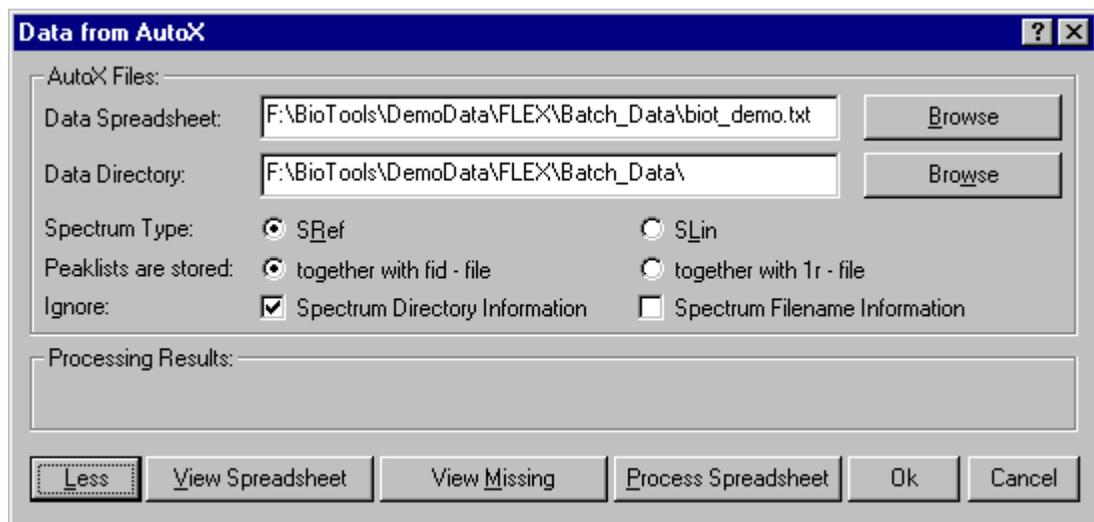 Data from AutoX ?
AutoX Files:
Data Spreadsheet: F:\BioTools\DemoData\FLEX\Batch_Data\biot_demo.txt Browse
Data Directory: F:\BioTools\DemoData\FLEX\Batch_Data\ Browse
Spectrum Type: SRef SLin
Peaklists are stored: together with fid - file together with 1r - file
Ignore: Spectrum Directory Information Spectrum Filename Information
Processing Results:
Less View Spreadsheet View Missing Process Spreadsheet Ok Cancel